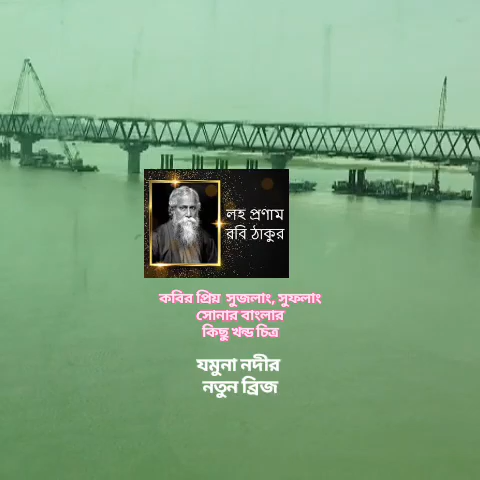 লহ প্রণাম
রবি ঠাকুর
কবির প্রিয় সুজলাং, সুফলাং
সোনার বাংলার
কিছু খন্ড চিত্র
যমুনা নদীর
নতুন ব্রিজ